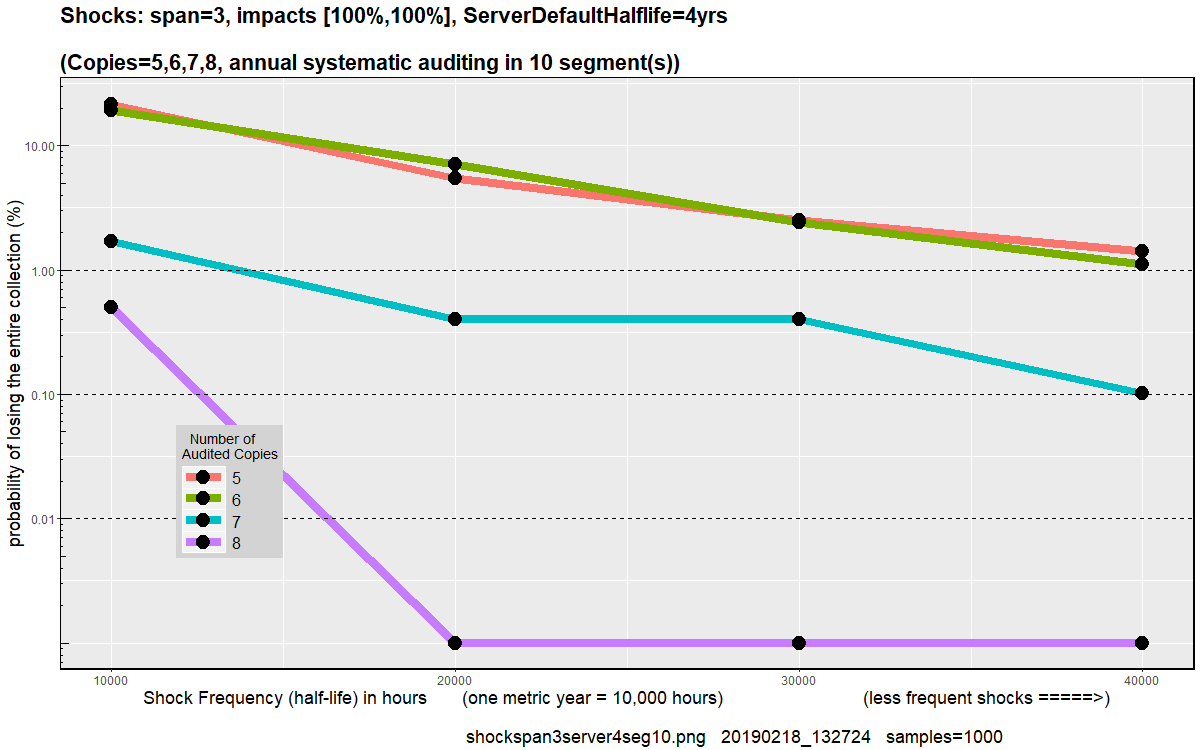 Shocks: span=3, impacts [100%,100%], ServerDefaultHalflife=4yrs
(Copies=5,6,7,8, annual systematic auditing in 10 segment(s))
probability of losing the entire collection (%)
10.00
1.00
0.10
0.01
Number of
Audited Copies
5
6
7
8
10000 20000 30000 40000
Shock Frequency (half-life) in hours (one metric year = 10,000 hours) (less frequent shocks =====>)
shockspan3server4seg10.png 20190218_132724 samples=1000